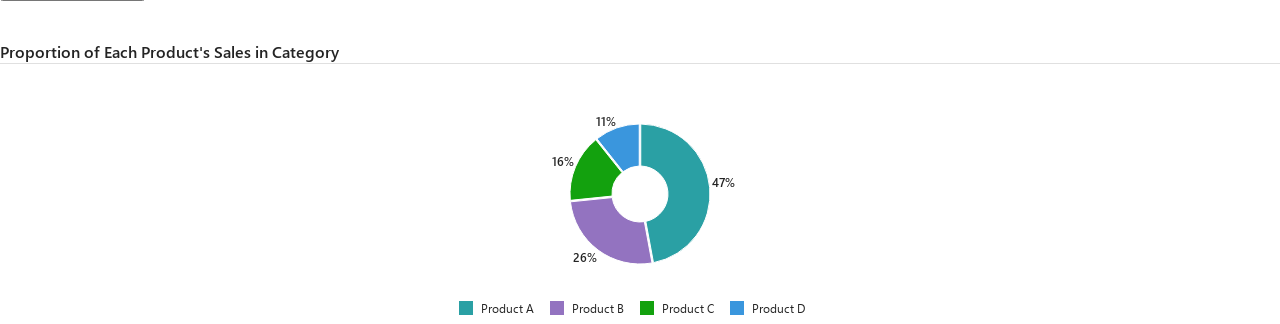 Proportion of Each Product's Sales in Category
11%
16%
47%
26%
Product A Product B Product C Product D